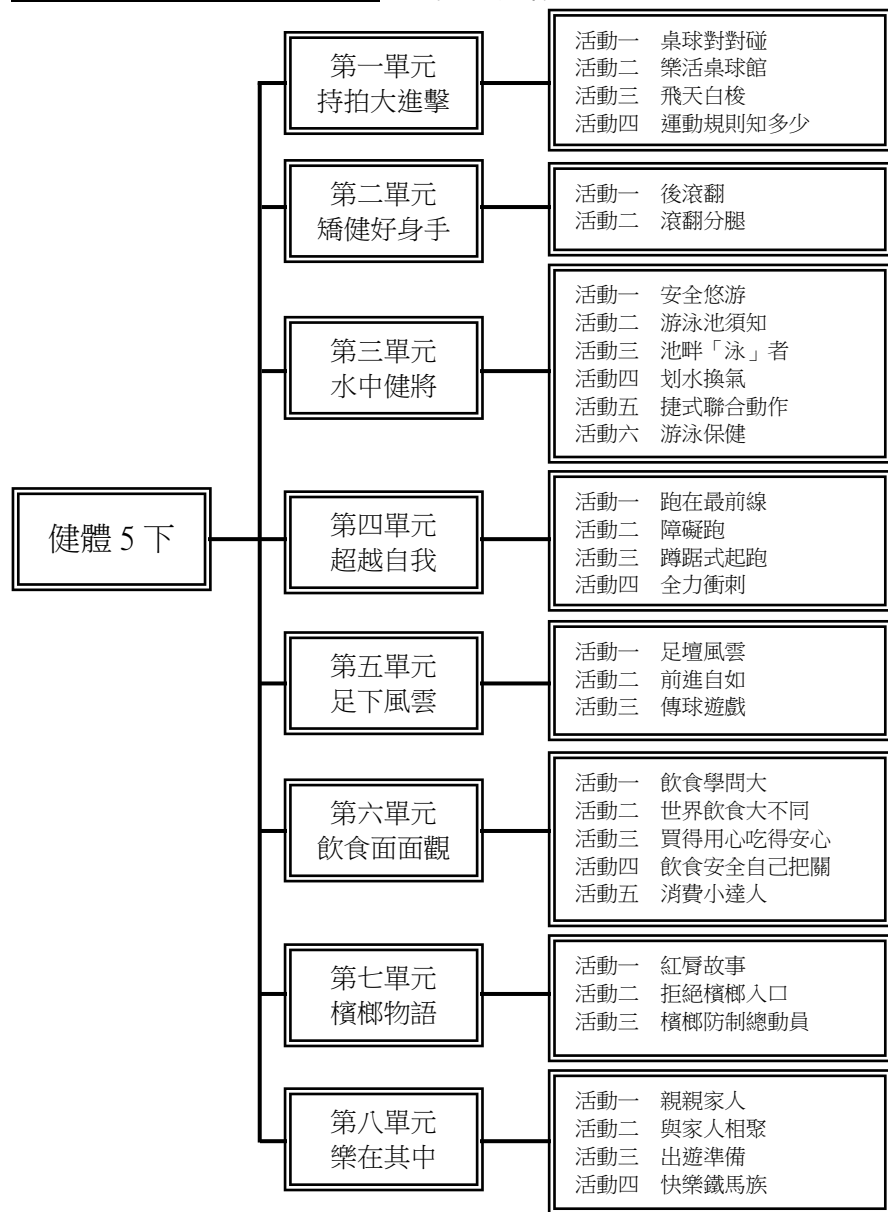 第一單元
持拍大進擊
活動一 桌球對對碰
活動二 樂活桌球館
活動三 飛天白梭
活動四 運動規則知多少
第二單元
矯健好身手
活動一 後滾翻
活動二 滾翻分腿
第三單元
水中健將
活動一 安全悠游
活動二 游泳池須知
活動三 池畔「泳」者
活動四 划水換氣
活動五 捷式聯合動作
活動六 游泳保健
健體 5 下
第四單元
超越自我
活動一 跑在最前線
活動二 障礙跑
活動三 蹲踞式起跑
活動四 全力衝刺
第五單元
足下風雲
活動一 足壇風雲
活動二 前進自如
活動三 傳球遊戲
第六單元
飲食面面觀
活動一 飲食學問大
活動二 世界飲食大不同
活動三 買得用心吃得安心
活動四 飲食安全自己把關
活動五 消費小達人
第七單元
檳榔物語
活動一 紅脣故事
活動二 拒絕檳榔入口
活動三 檳榔防制總動員
第八單元
樂在其中
活動一 親親家人
活動二 與家人相聚
活動三 出遊準備
活動四 快樂鐵馬族